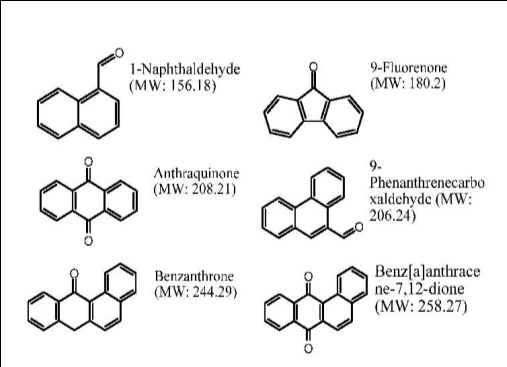 1-Naphthaldehyde
(MW: 156.18)
9-Fluorenone
(MW: 180.2)
Anthraquinone
(MW: 208.21)
9-
Phenanthrenecarbo
xaldehyde (MW:
206.24)
Benzanthrone
(MW: 244.29)
Benz[a]anthrace
ne-7,12-dione
(MW: 258.27)
O
O
O
O
O
O
O
O